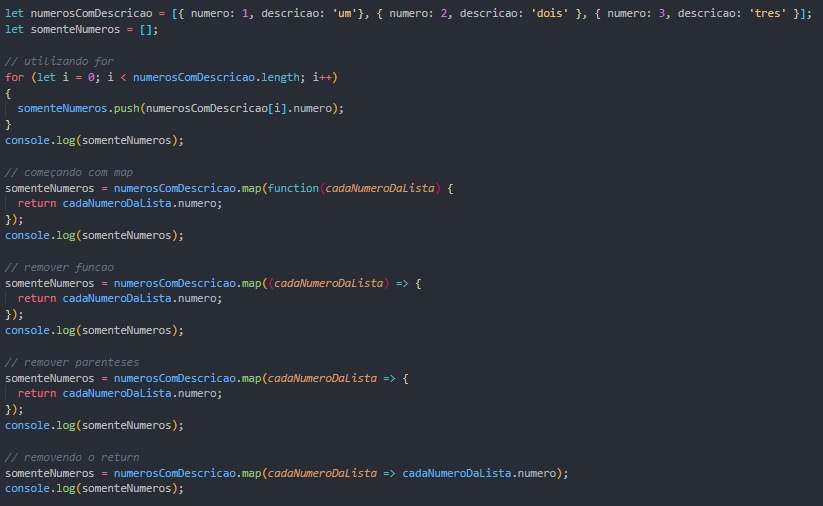 let numerosComDescricao = [{ numero: 1, descricao: 'um'}, { numero: 2, descricao: 'dois' }, { numero: 3, descricao: 'tres' }];
let somenteNumeros = [];

// utilizando for
for (let i = 0; i < numerosComDescricao.length; i++)
{
  somenteNumeros.push(numerosComDescricao[i].numero);
}
console.log(somenteNumeros);

// começando com map
somenteNumeros = numerosComDescricao.map(function(cadaNumeroDaLista) {
  return cadaNumeroDaLista.numero;
});
console.log(somenteNumeros);

// remover funcao
somenteNumeros = numerosComDescricao.map((cadaNumeroDaLista) => {
  return cadaNumeroDaLista.numero;
});
console.log(somenteNumeros);

// remover parenteses
somenteNumeros = numerosComDescricao.map(cadaNumeroDaLista => {
  return cadaNumeroDaLista.numero;
});
console.log(somenteNumeros);

// removendo o return
somenteNumeros = numerosComDescricao.map(cadaNumeroDaLista => cadaNumeroDaLista.numero);
console.log(somenteNumeros);